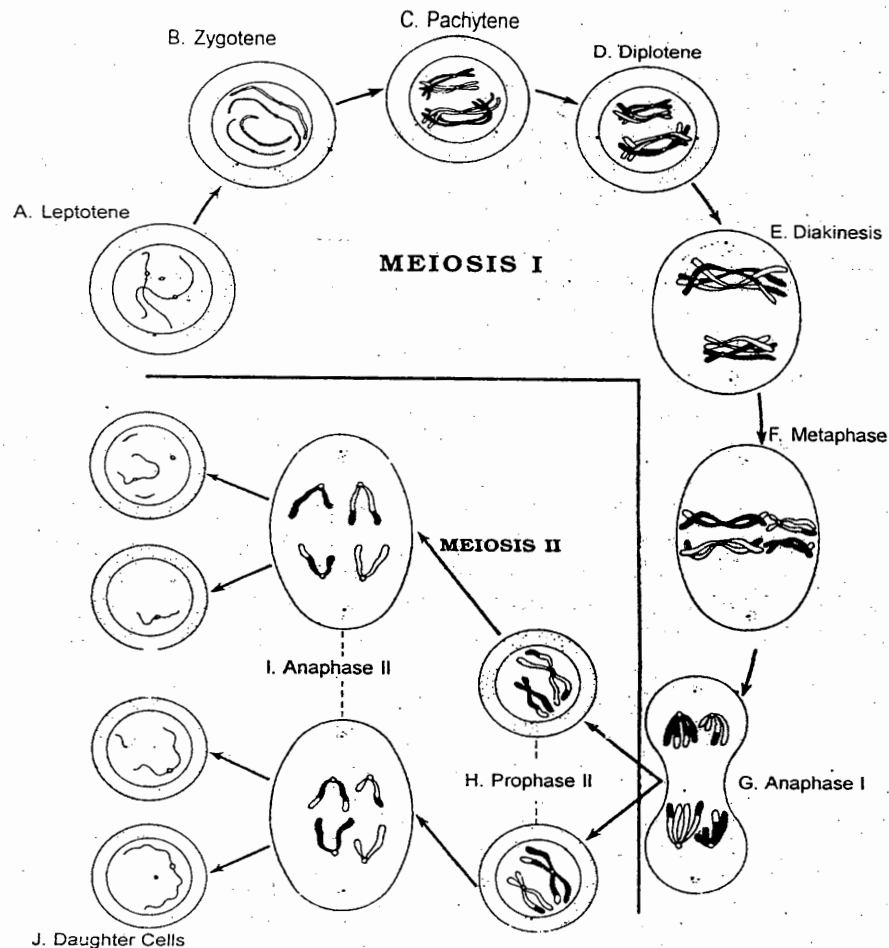 A. Leptotene
B. Zygotene
C. Pachytene
D. Diplotene
E. Diakinesis
MEIOSIS I
F. Metaphase
G. Anaphase I
MEIOSIS II
H. Prophase II
I. Anaphase II
J. Daughter Cells